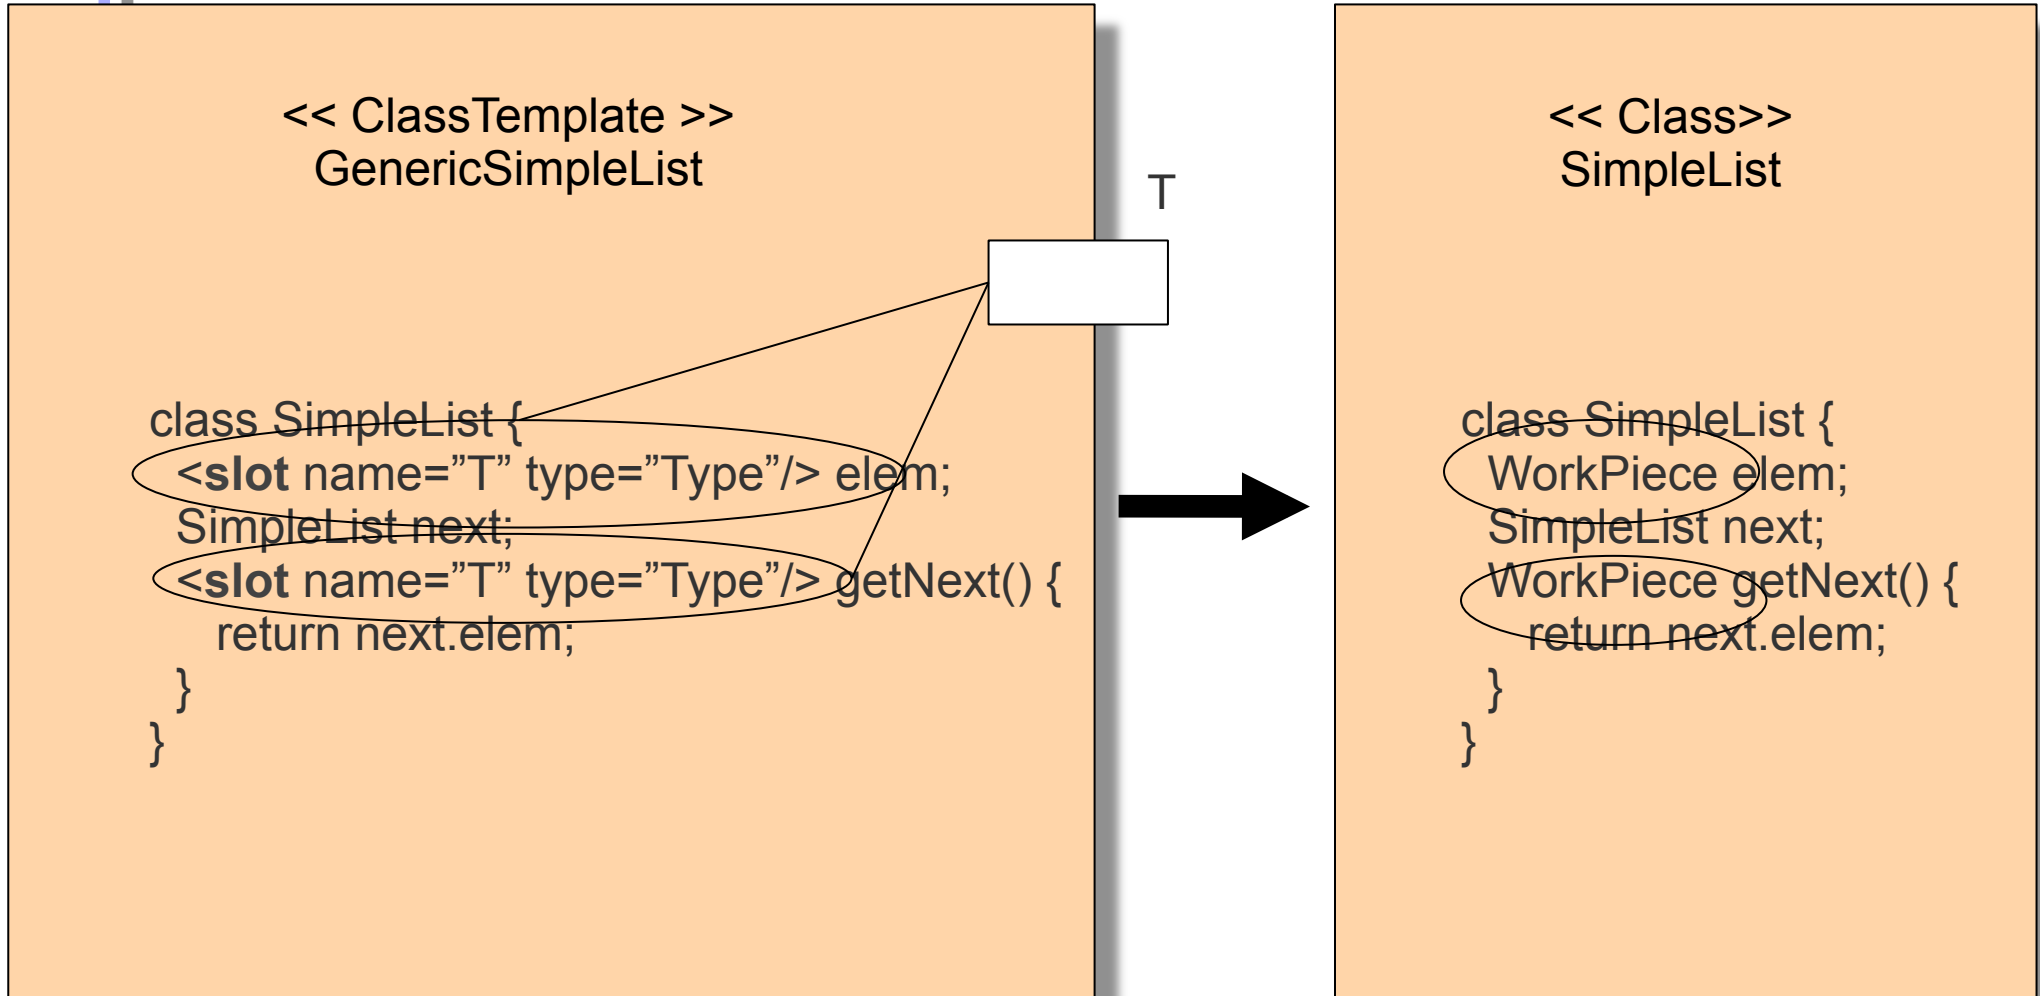 << ClassTemplate >>
GenericSimpleList
T
class SimpleList {
<slot name=”T” type=”Type”/> elem;
SimpleList next;
<slot name=”T” type=”Type”/> getNext() {
return next.elem;
}
}
<< Class>>
SimpleList
class SimpleList {
WorkPiece elem;
SimpleList next;
WorkPiece getNext() {
return next.elem;
}
}